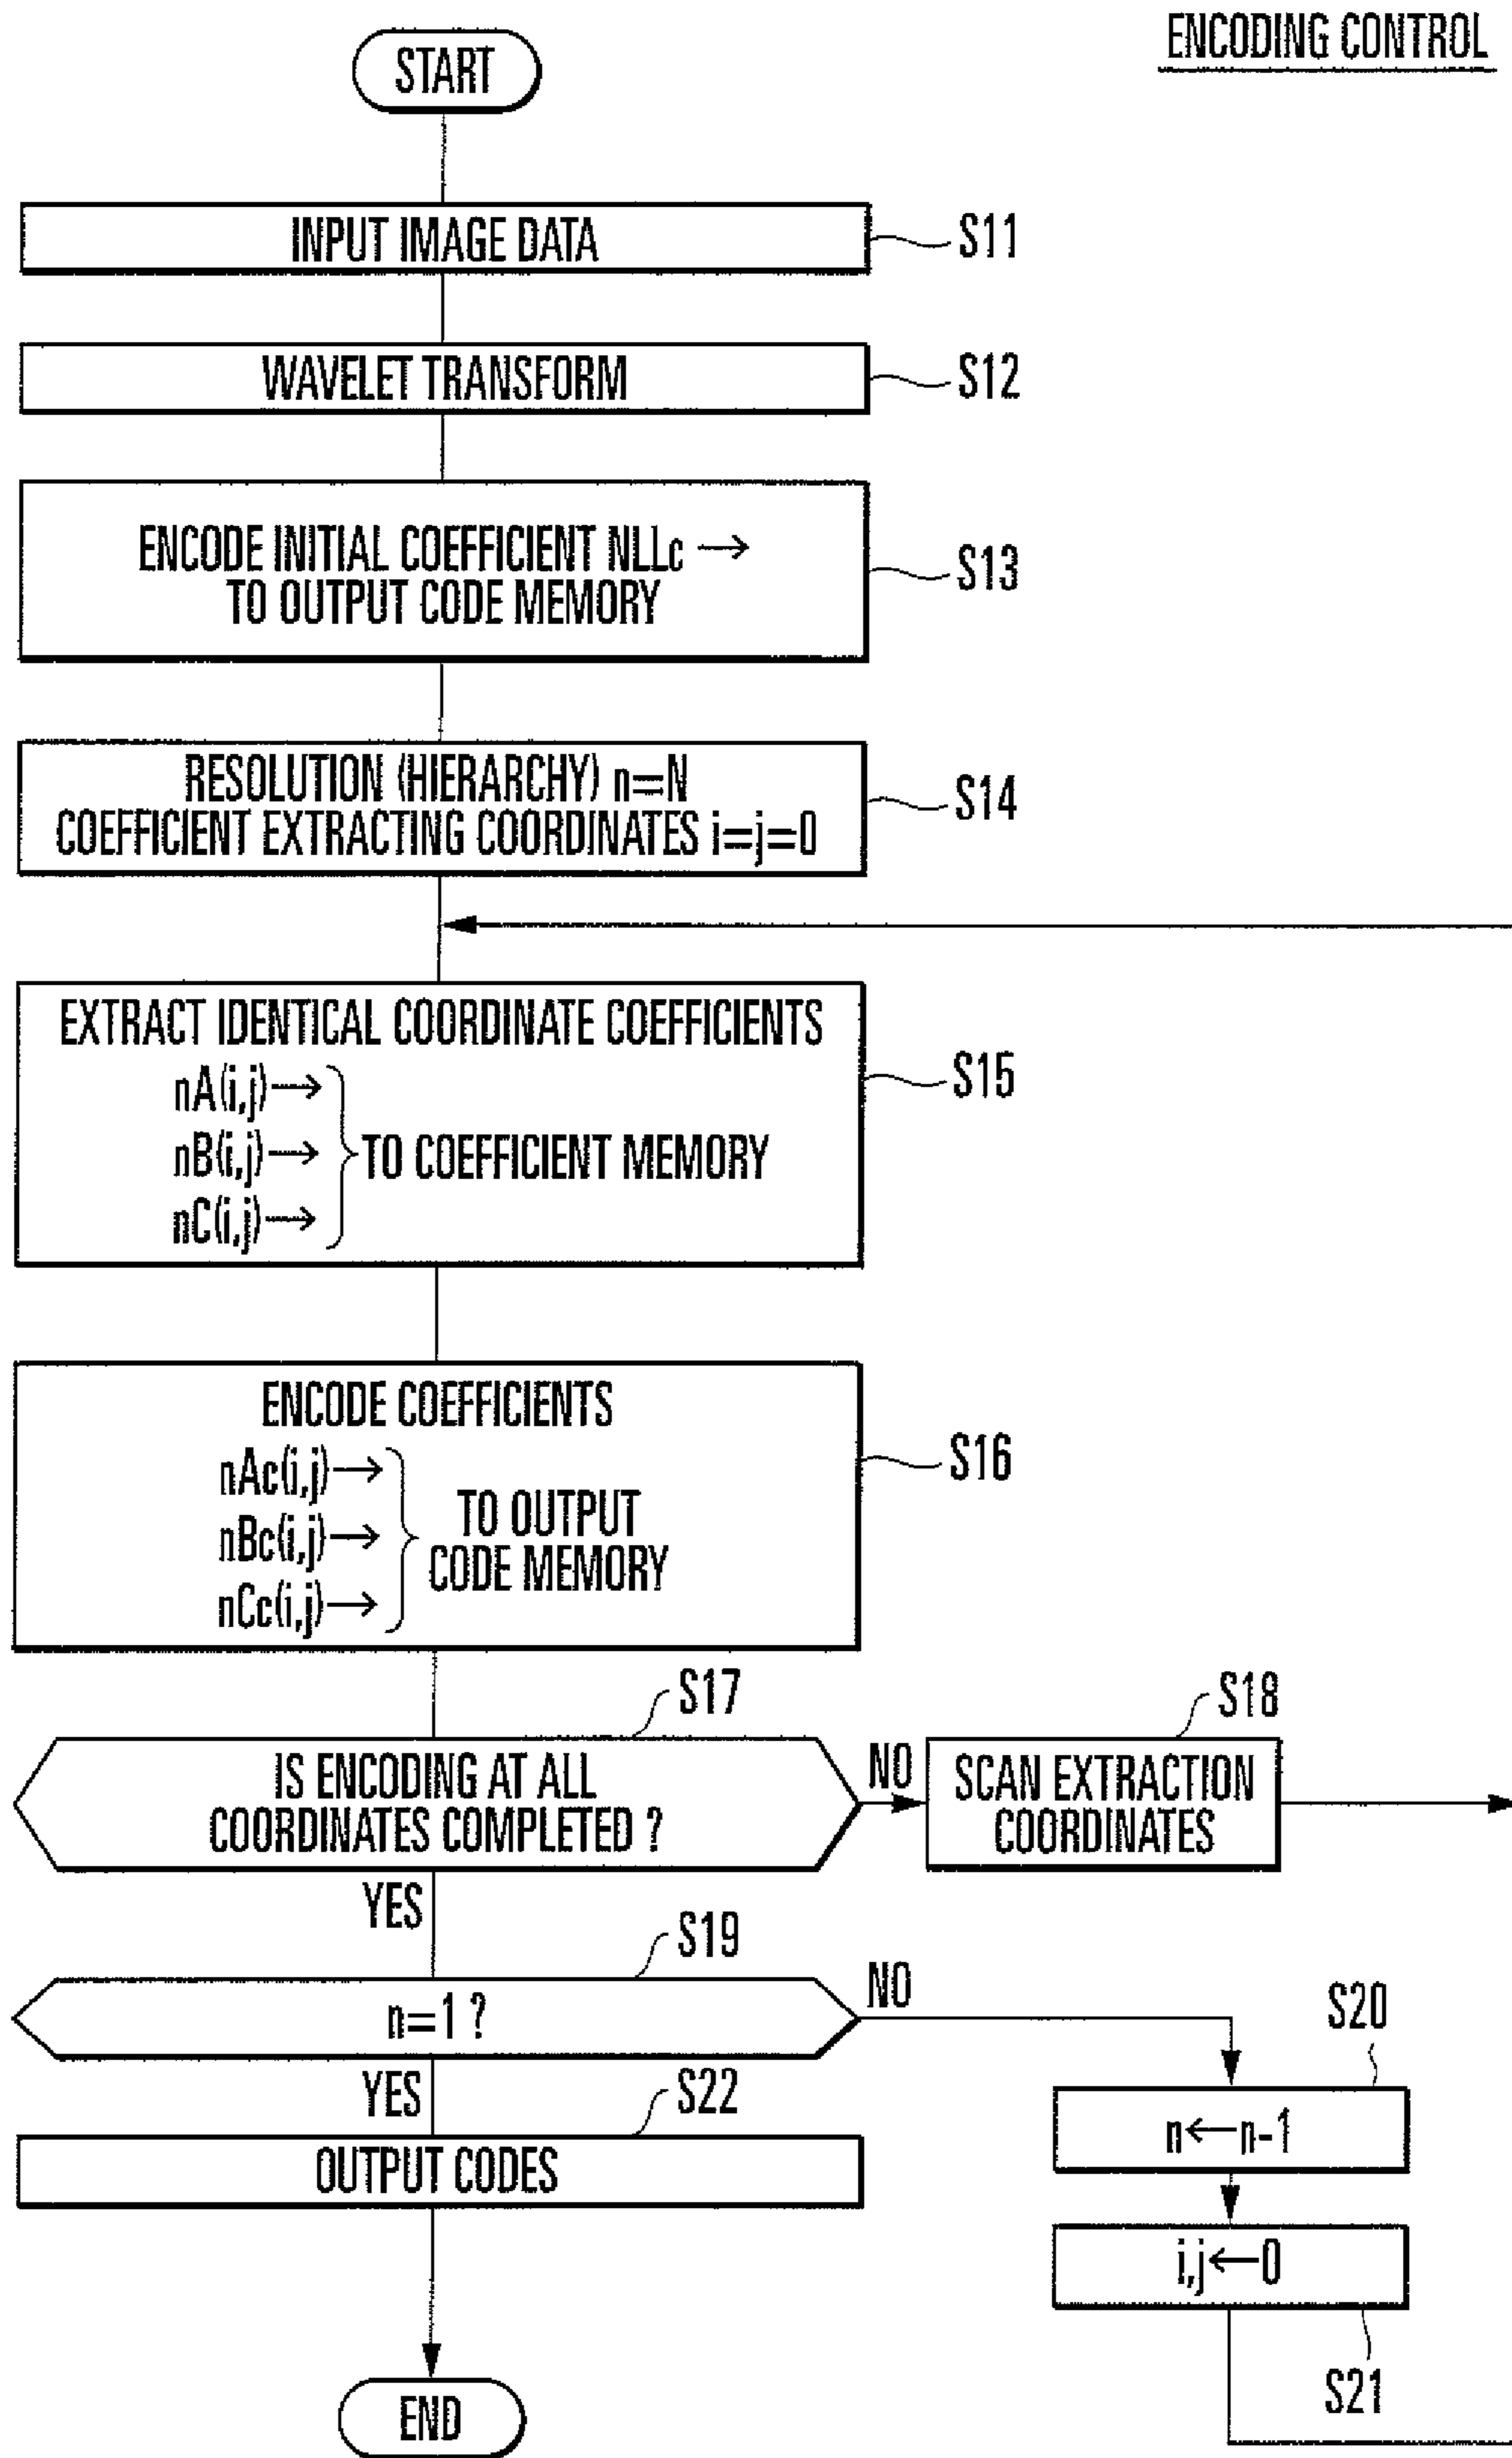 ENCODING CONTROL
START
INPUT IMAGE DATA
S11
WAVELET TRANSFORM
S12
ENCODE INITIAL COEFFICIENT NLLc →
TO OUTPUT CODE MEMORY
S13
RESOLUTION (HIERARCHY) n=N
COEFFICIENT EXTRACTING COORDINATES i=j=0
S14
EXTRACT IDENTICAL COORDINATE COEFFICIENTS
nA(i,j)→
nB(i,j)→
nC(i,j)→
TO COEFFICIENT MEMORY
S15
ENCODE COEFFICIENTS
nAc(i,j)→
nBc(i,j)→
nCc(i,j)→
TO OUTPUT
CODE MEMORY
S16
S17
IS ENCODING AT ALL
COORDINATES COMPLETED ?
NO
S18
SCAN EXTRACTION
COORDINATES
YES
S19
n=1 ?
NO
S20
n←n-1
YES
S22
OUTPUT CODES
i,j←0
S21
END